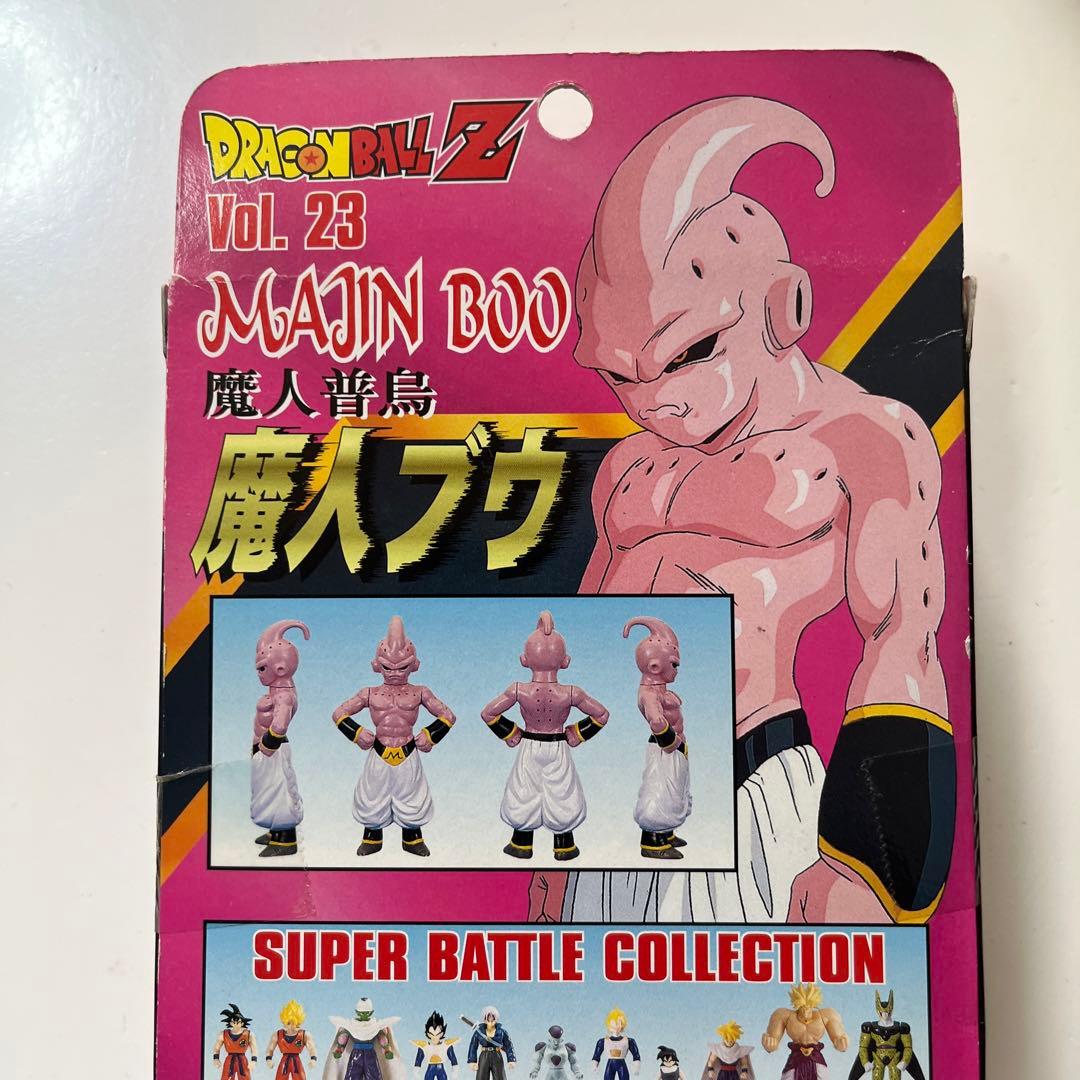 DRAGONBALL Z
Vol. 23
MAJIN BOO
魔人普烏
魔人ブウ
M
SUPER BATTLE COLLECTION